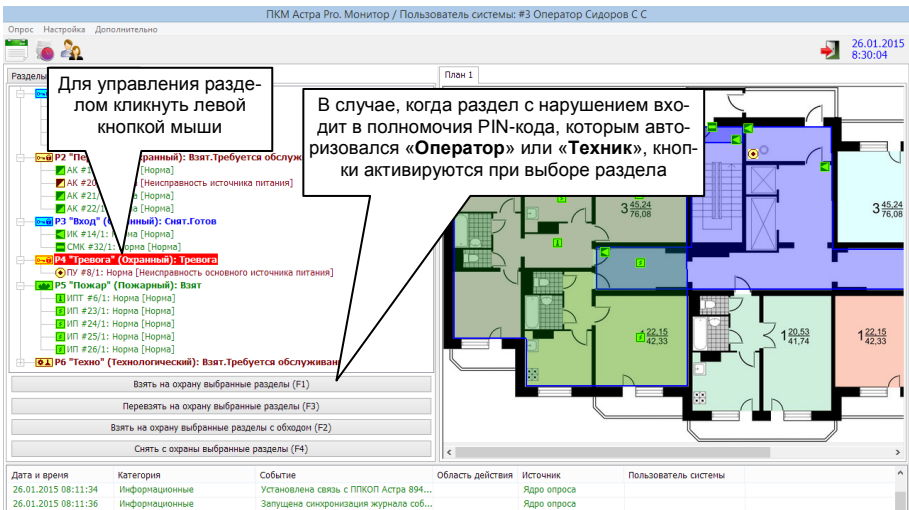 ПКМ Астра Pro. Монитор / Пользователь системы: #3 Оператор Сидоров С С
Опрос Настройка Дополнительно
26.01.2015
8:30:04
Разделы
План 1
Для управления разде-
лом кликнуть левой
кнопкой мыши
В случае, когда раздел с нарушением вхо-
дит в полномочия PIN-кода, которым авто-
ризовался «Оператор» или «Техник», кноп-
ки активируются при выборе раздела
P2 "Пе
хранный): Взят.Требуется обслуж
АК #1
а [Норма]
АК #20
а [Неисправность источника питания]
АК #21/
а [Норма]
АК #22/1
а [Норма]
P3 "Вход" (О
ный): Снят.Готов
ИК #14/1:
ма [Норма]
СМК #32/1:
рма [Норма]
P4 "Тревога" (Охранный): Тревога
ПУ #8/1: Норма [Неисправность основного источника питания]
P5 "Пожар" (Пожарный): Взят
ИПТ #6/1: Норма [Норма]
ИП #23/1: Норма [Норма]
ИП #24/1: Норма [Норма]
ИП #25/1: Норма [Норма]
ИП #26/1: Норма [Норма]
P6 "Техно" (Технологический): Взят.Требуется обслуживан
3 45,24
76,08
3 45,24
76,08
22,15
42,33
1 20,53
41,74
1 22,15
42,33
Взять на охрану выбранные разделы (F1)
Перевзять на охрану выбранные разделы (F3)
Взять на охрану выбранные разделы с обходом (F2)
Снять с охраны выбранные разделы (F4)
Дата и время Категория Событие Область действия Источник Пользователь системы
26.01.2015 08:11:34 Информационные Установлена связь с ППКОП Астра 894... Ядро опроса
26.01.2015 08:11:36 Информационные Запущена синхронизация журнала соб... Ядро опроса